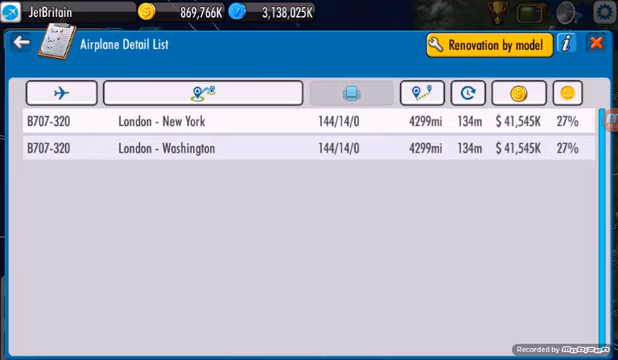 JetBritain 869,766K 3,138,025K
Airplane Detail List Renovation by model i
B707-320 London - New York 144/14/0 4299mi 134m $ 41,545K 27%
B707-320 London - Washington 144/14/0 4299mi 134m $ 41,545K 27%
Recorded by Mobizen